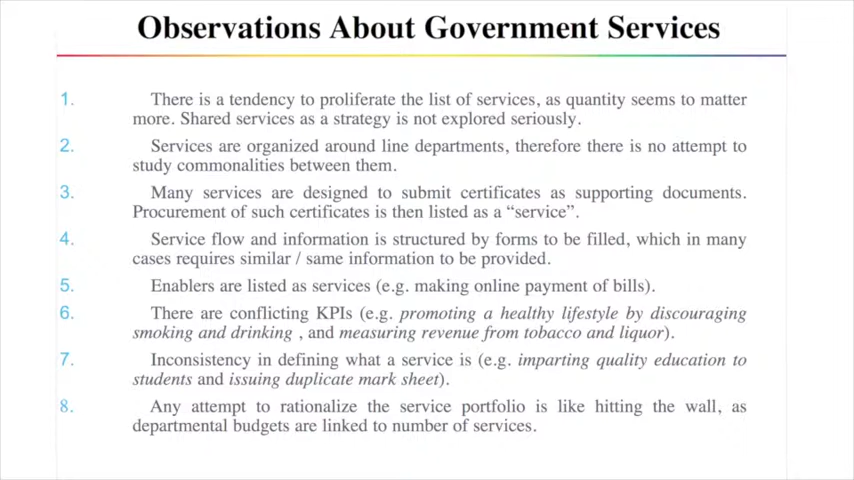 Observations About Government Services
1. There is a tendency to proliferate the list of services, as quantity seems to matter
more. Shared services as a strategy is not explored seriously.
2. Services are organized around line departments, therefore there is no attempt to
study commonalities between them.
3. Many services are designed to submit certificates as supporting documents.
Procurement of such certificates is then listed as a “service”.
4. Service flow and information is structured by forms to be filled, which in many
cases requires similar / same information to be provided.
5. Enablers are listed as services (e.g. making online payment of bills).
6. There are conflicting KPIs (e.g. promoting a healthy lifestyle by discouraging
smoking and drinking , and measuring revenue from tobacco and liquor).
7. Inconsistency in defining what a service is (e.g. imparting quality education to
students and issuing duplicate mark sheet).
8. Any attempt to rationalize the service portfolio is like hitting the wall, as
departmental budgets are linked to number of services.